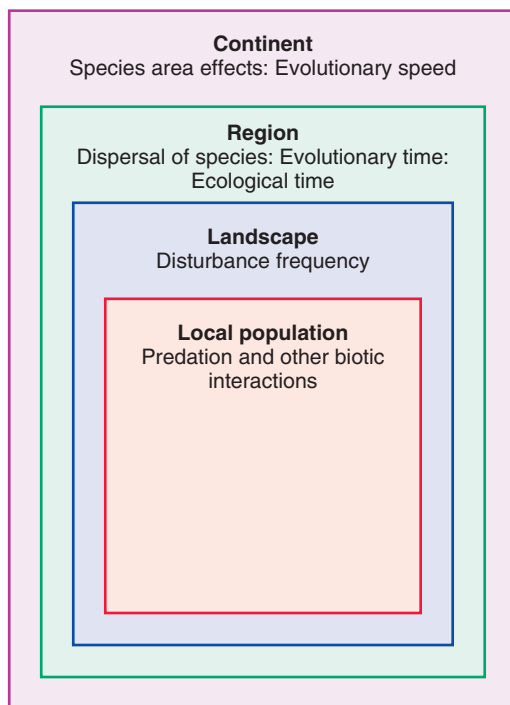 Continent
Species area effects: Evolutionary speed
Region
Dispersal of species: Evolutionary time:
Ecological time
Landscape
Disturbance frequency
Local population
Predation and other biotic
interactions